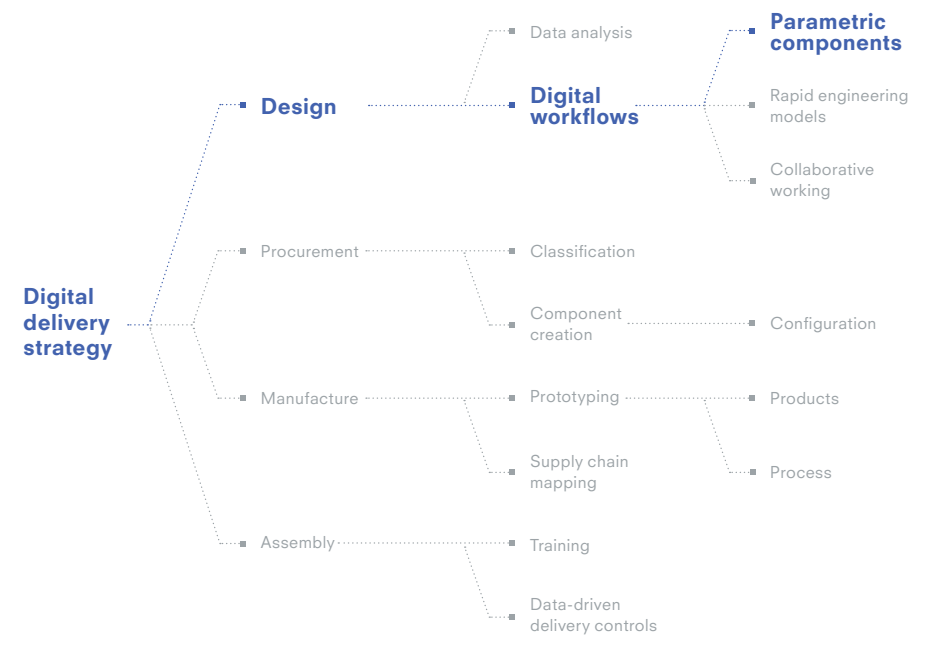 Digital
delivery
strategy
Design
Data analysis
Digital
workflows
Parametric
components
Rapid engineering
models
Collaborative
working
Procurement
Classification
Component
creation
Configuration
Manufacture
Prototyping
Products
Process
Supply chain
mapping
Assembly
Training
Data-driven
delivery controls